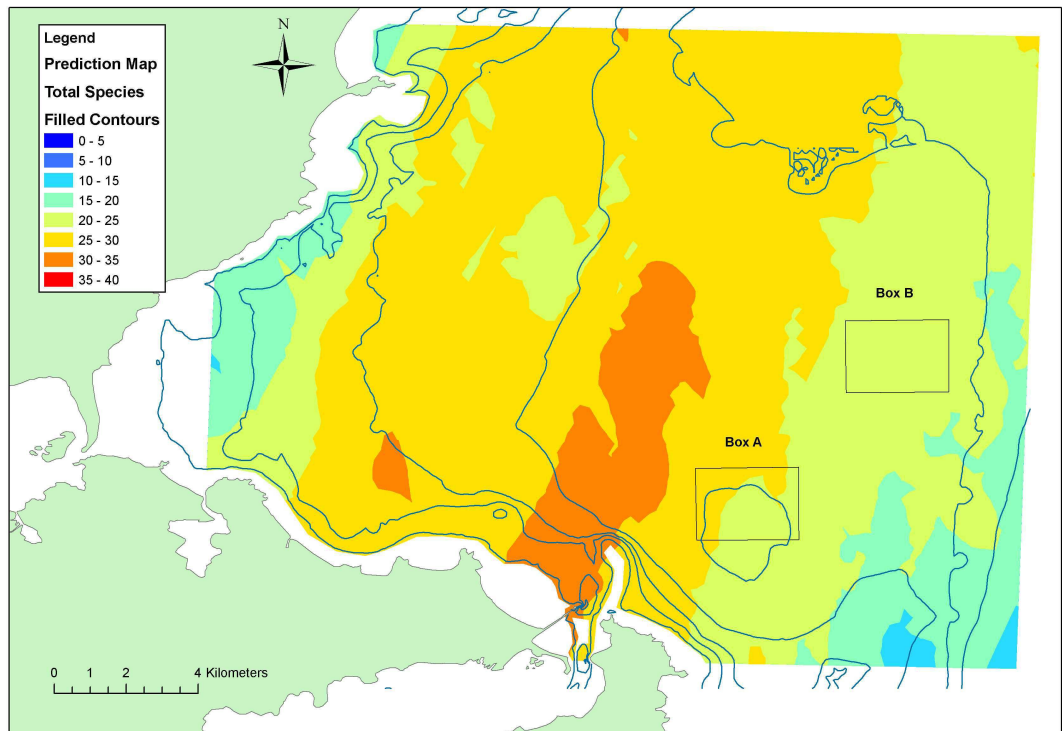 Legend
Prediction Map
Total Species
Filled Contours
0 - 5
5 - 10
10 - 15
15 - 20
20 - 25
25 - 30
30 - 35
35 - 40
N
Box B
Box A
0 1 2 4 Kilometers